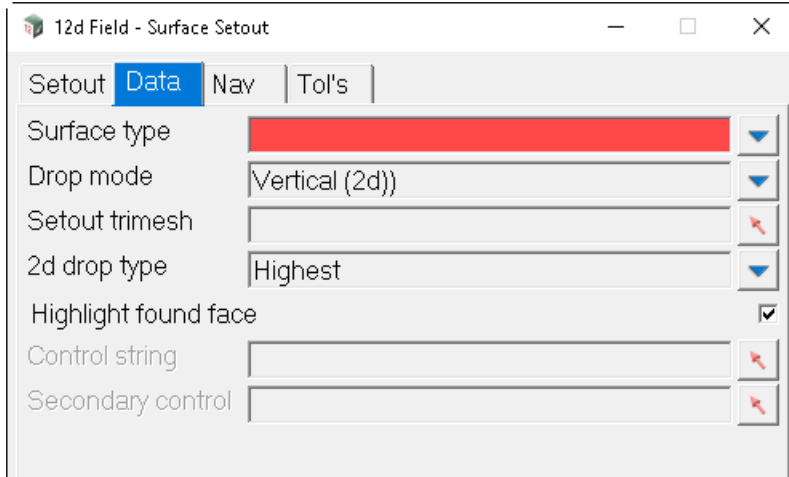 12d Field - Surface Setout
Setout Data Nav Tol's
Surface type
Drop mode Vertical (2d))
Setout trimesh
2d drop type Highest
Highlight found face
Control string
Secondary control